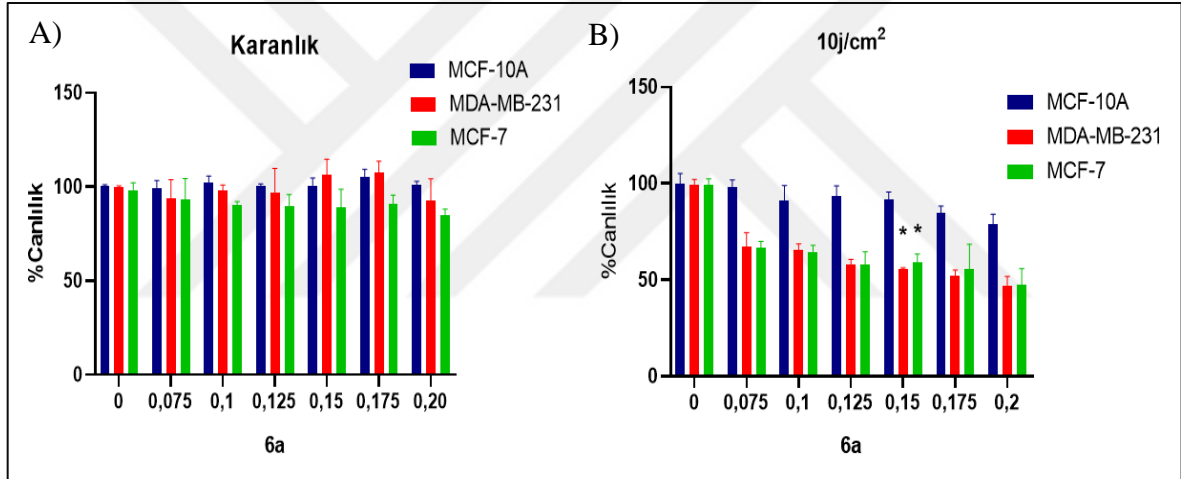 A)
Karanlık
MCF-10A
MDA-MB-231
MCF-7
%Canlılık
150
100
50
0
0 0,075 0,1 0,125 0,15 0,175 0,20
6a
B)
10j/cm²
MCF-10A
MDA-MB-231
MCF-7
%Canlılık
150
100
50
0
* *
0 0,075 0,1 0,125 0,15 0,175 0,2
6a